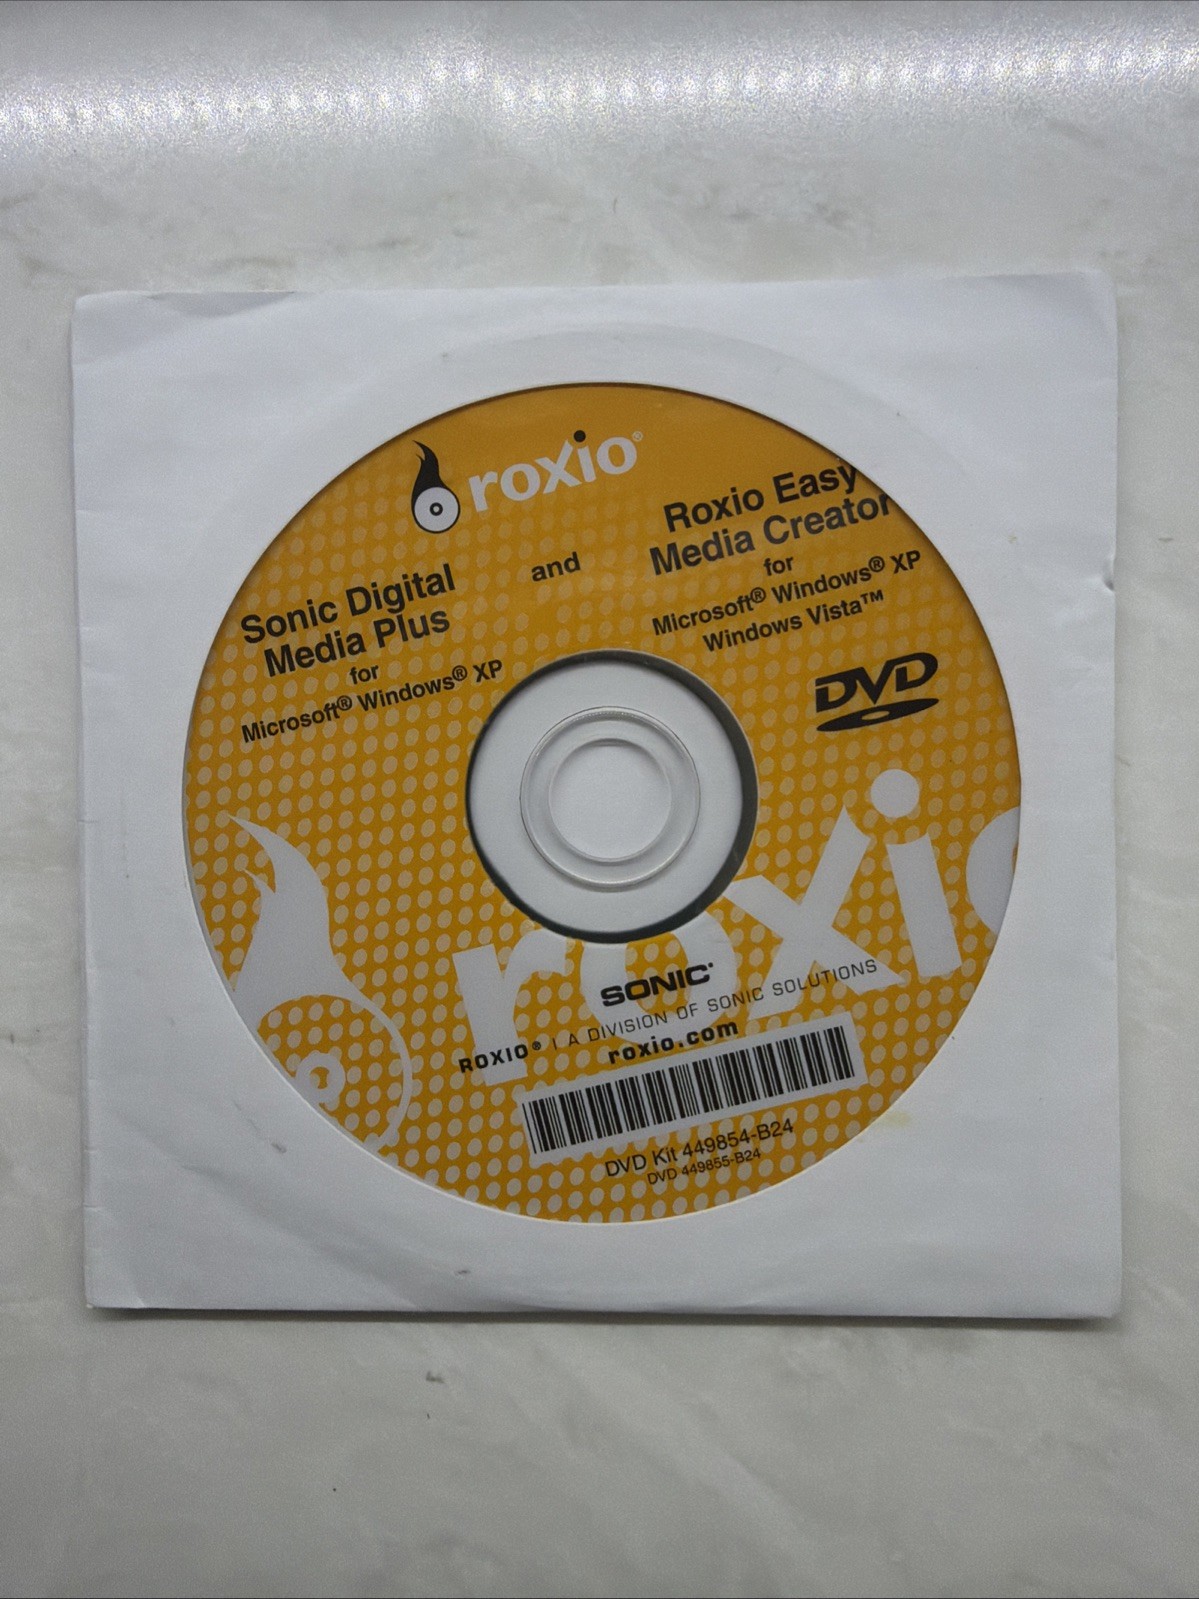 roxio®
Sonic Digital
Media Plus
for
Microsoft® Windows® XP
and
Roxio Easy
Media Creator
for
Microsoft® Windows® XP
Windows Vista™
DVD
roxio
SONIC
ROXIO® | A DIVISION OF SONIC SOLUTIONS
roxio.com
DVD Kit 449854-B24
DVD 449855-B24